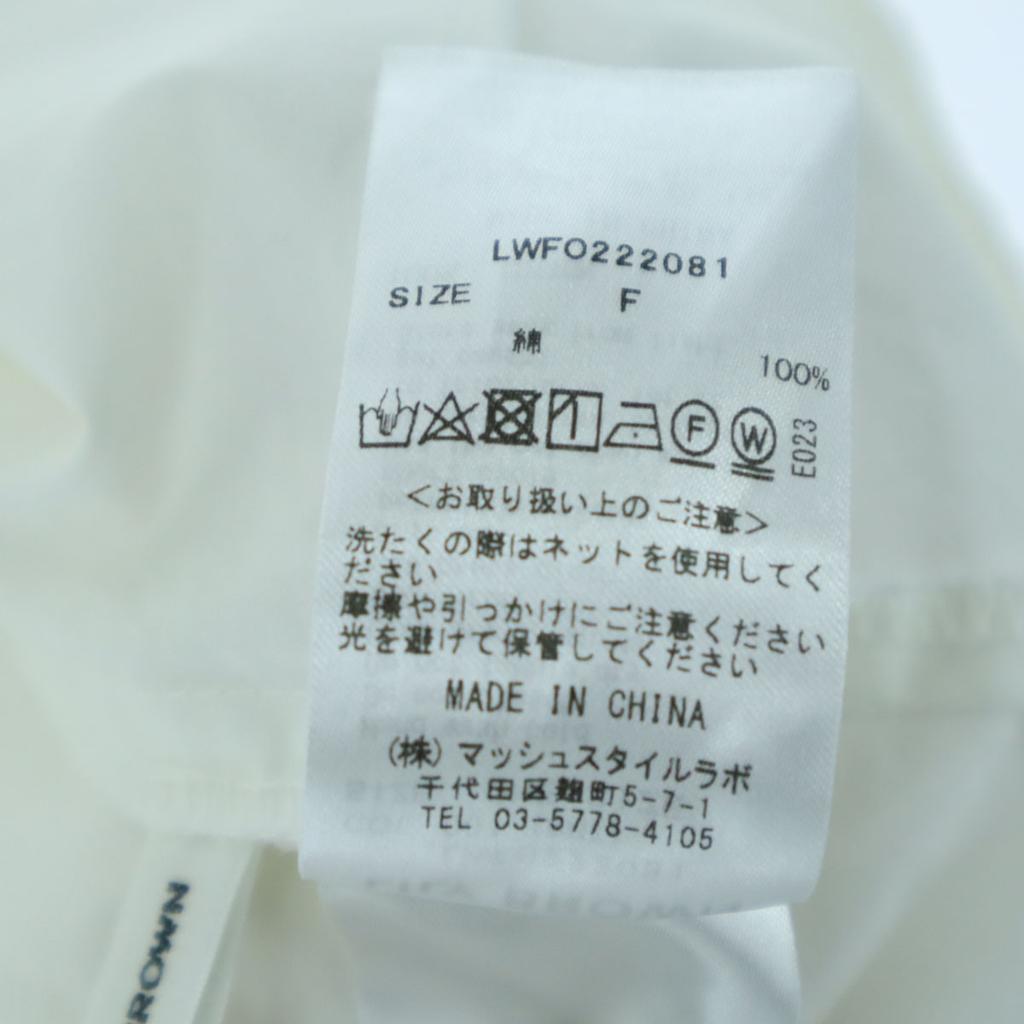 LWFO222081
SIZE F
綿 100%
F W E023
<お取り扱い上のご注意>
洗たくの際はネットを使用してく
ださい
摩擦や引っかけにご注意ください
光を避けて保管してください
MADE IN CHINA
(株)マッシュスタイルラボ
千代田区麹町5-7-1
TEL 03-5778-4105
ROWN